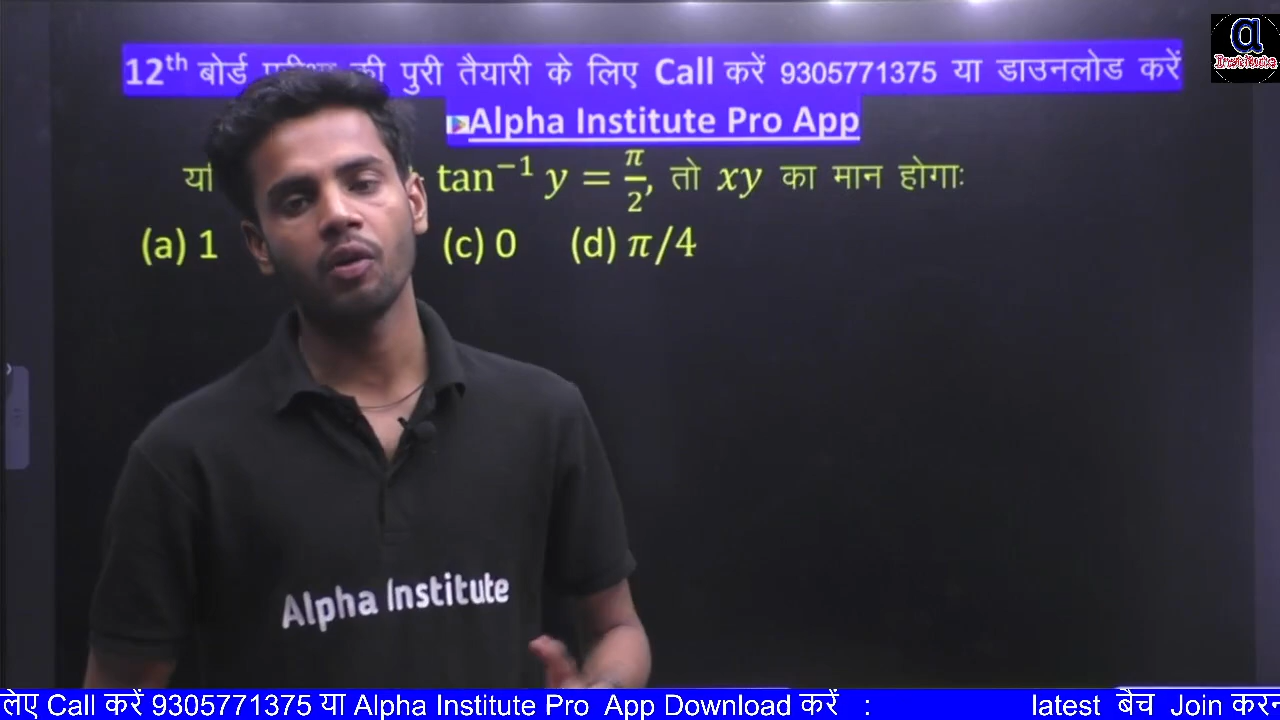 α
Institute
12th बोर्ड की पुरी तैयारी के लिए Call करें 9305771375 या डाउनलोड करें
Alpha Institute Pro App
tan⁻¹ y = π/2, तो xy का मान होगाः
(a) 1 (c) 0 (d) π/4
Alpha Institute
लिए Call करें 9305771375 या Alpha Institute Pro App Download करें : latest बैच Join